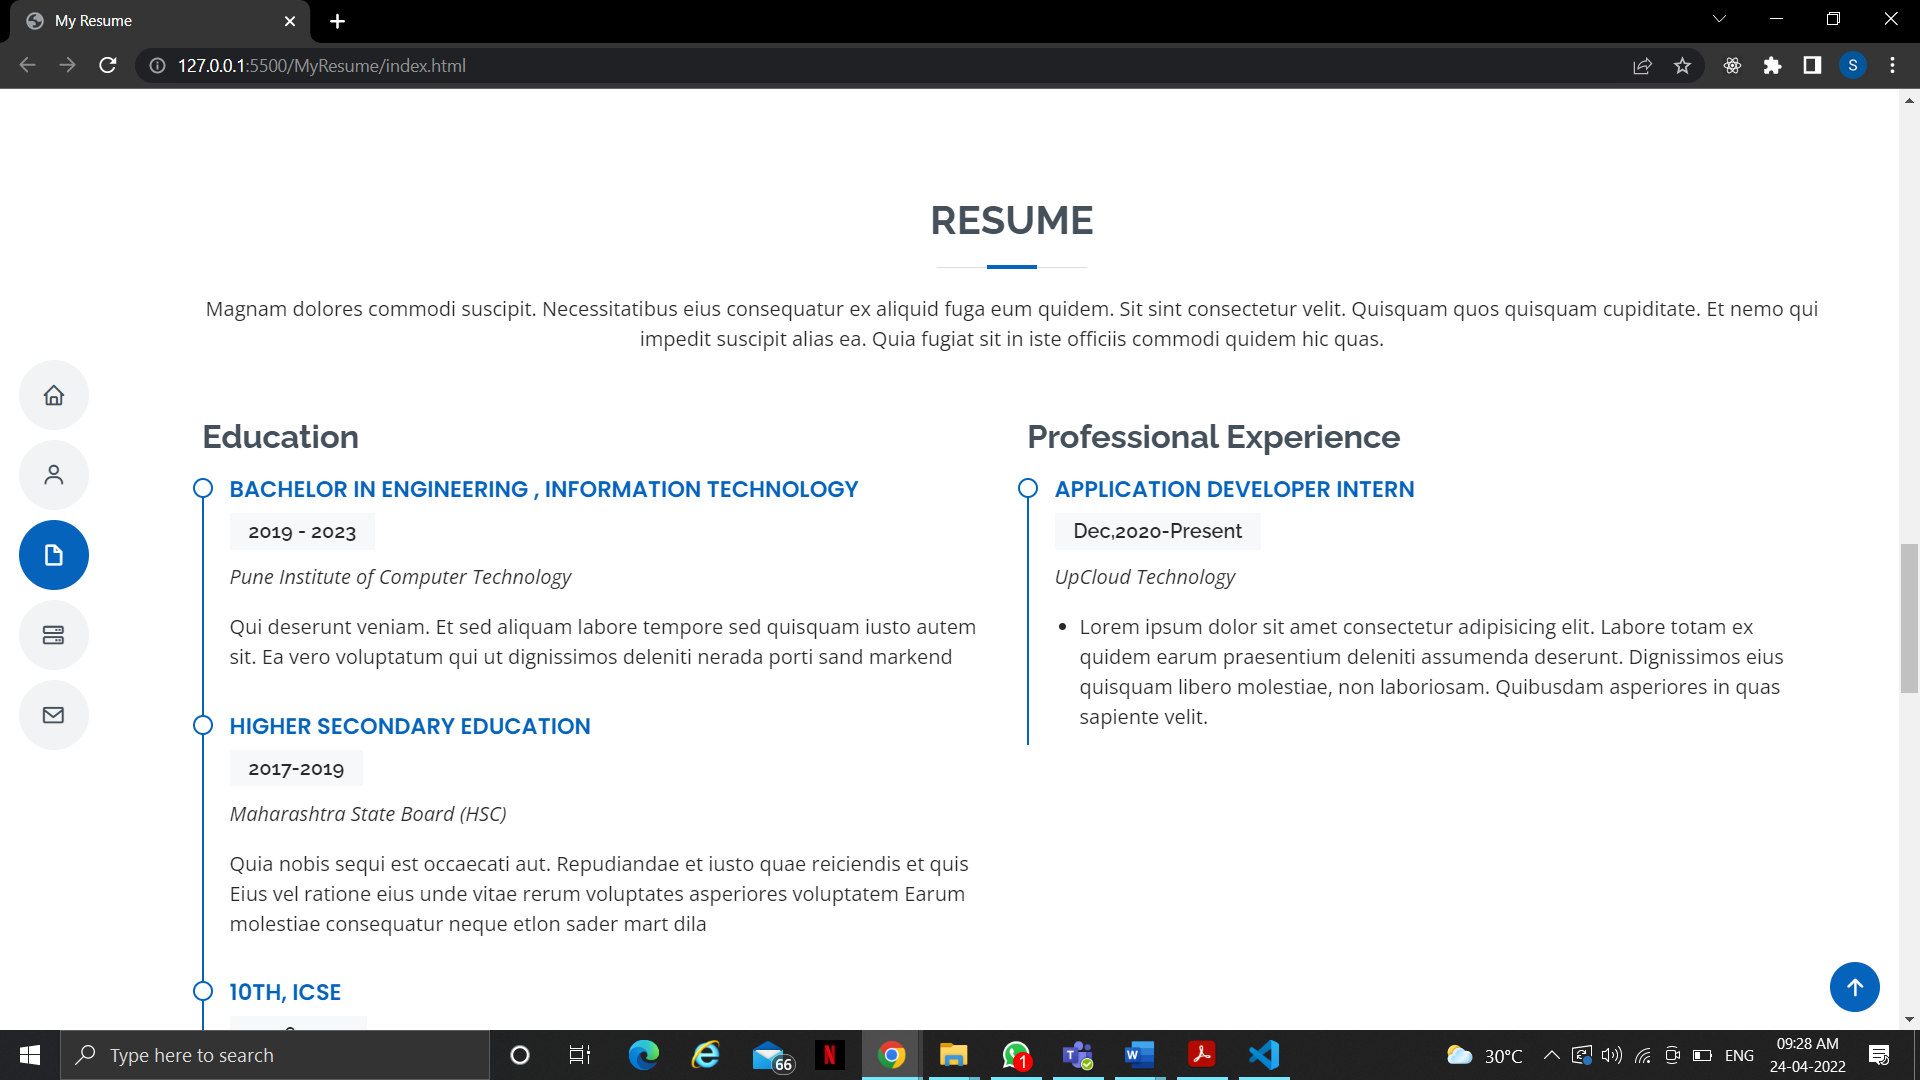 My Resume
127.0.0.1:5500/MyResume/index.html
S
RESUME
Magnam dolores commodi suscipit. Necessitatibus eius consequatur ex aliquid fuga eum quidem. Sit sint consectetur velit. Quisquam quos quisquam cupiditate. Et nemo qui
impedit suscipit alias ea. Quia fugiat sit in iste officiis commodi quidem hic quas.
Education
BACHELOR IN ENGINEERING , INFORMATION TECHNOLOGY
2019 - 2023
Pune Institute of Computer Technology
Qui deserunt veniam. Et sed aliquam labore tempore sed quisquam iusto autem
sit. Ea vero voluptatum qui ut dignissimos deleniti nerada porti sand markend
HIGHER SECONDARY EDUCATION
2017-2019
Maharashtra State Board (HSC)
Quia nobis sequi est occaecati aut. Repudiandae et iusto quae reiciendis et quis
Eius vel ratione eius unde vitae rerum voluptates asperiores voluptatem Earum
molestiae consequatur neque etlon sader mart dila
10TH, ICSE
Professional Experience
APPLICATION DEVELOPER INTERN
Dec,2020-Present
UpCloud Technology
Lorem ipsum dolor sit amet consectetur adipisicing elit. Labore totam ex
quidem earum praesentium deleniti assumenda deserunt. Dignissimos eius
quisquam libero molestiae, non laboriosam. Quibusdam asperiores in quas
sapiente velit.
Type here to search
66
N
1
T
W
30°C
ENG
09:28 AM
24-04-2022